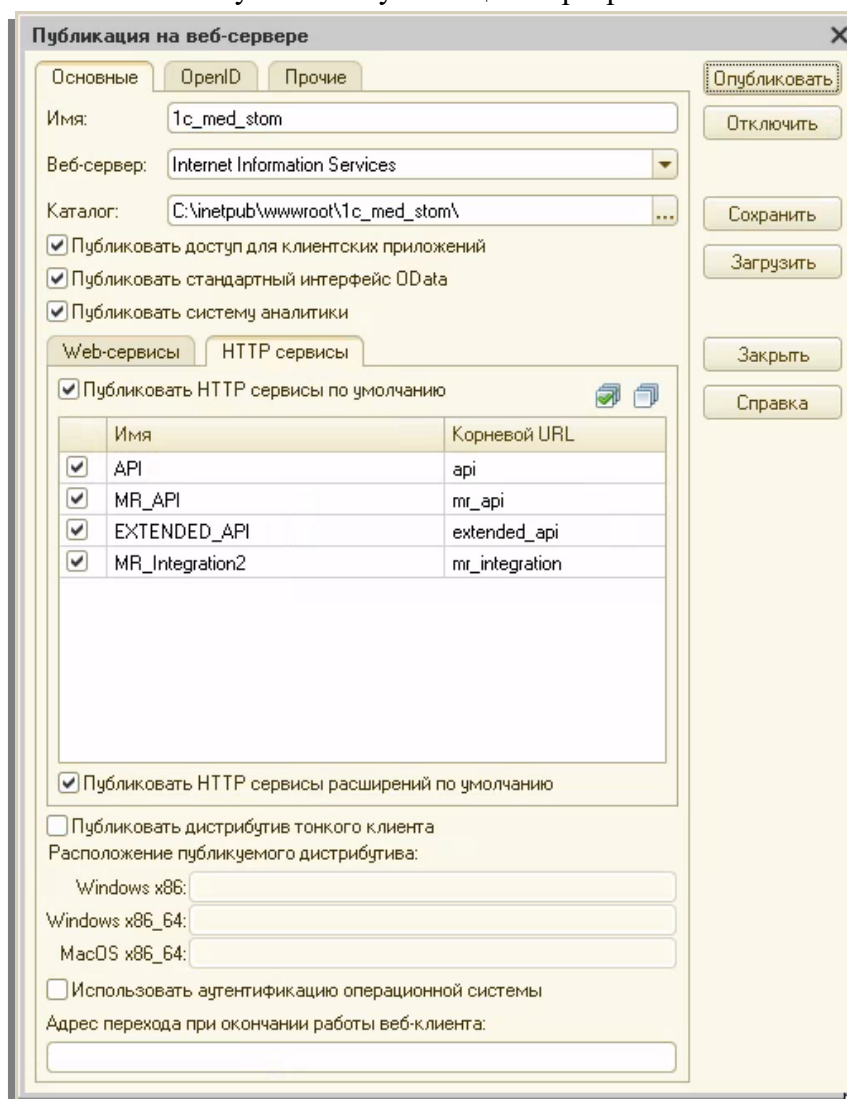 Публикация на веб-сервере
Основные OpenID Прочие
Опубликовать
Имя: 1c_med_stom
Отключить
Веб-сервер: Internet Information Services
Каталог: C:\inetpub\wwwroot\1c_med_stom\ ...
Сохранить
Публиковать доступ для клиентских приложений
Загрузить
Публиковать стандартный интерфейс OData
Публиковать систему аналитики
Web-сервисы HTTP сервисы
Закрыть
Публиковать HTTP сервисы по умолчанию
Справка
Имя Корневой URL
API api
MR_API mr_api
EXTENDED_API extended_api
MR_Integration2 mr_integration
Публиковать HTTP сервисы расширений по умолчанию
Публиковать дистрибутив тонкого клиента
Расположение публикуемого дистрибутива:
Windows x86:
Windows x86_64:
MacOS x86_64:
Использовать аутентификацию операционной системы
Адрес перехода при окончании работы веб-клиента: